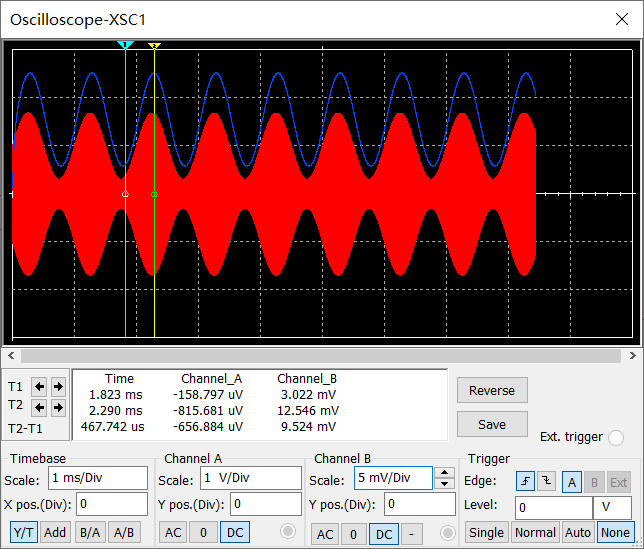 Oscilloscope-XSC1
1 2
T1
T2
T2-T1
Time Channel_A Channel_B
1.823 ms -158.797 uV 3.022 mV
2.290 ms -815.681 uV 12.546 mV
467.742 us -656.884 uV 9.524 mV
Reverse
Save
Ext. trigger
Timebase
Scale: 1 ms/Div
X pos.(Div): 0
Y/T Add B/A A/B
Channel A
Scale: 1 V/Div
Y pos.(Div): 0
AC 0 DC
Channel B
Scale: 5 mV/Div
Y pos.(Div): 0
AC 0 DC -
Trigger
Edge: A B Ext
Level: 0 V
Single Normal Auto None